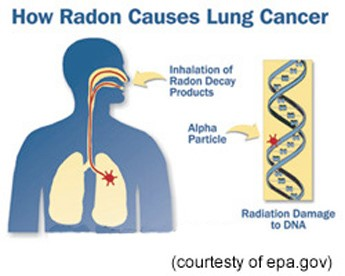 How Radon Causes Lung Cancer
Inhalation of
Radon Decay
Products
Alpha
Particle
Radiation Damage
to DNA
(courtesty of epa.gov)